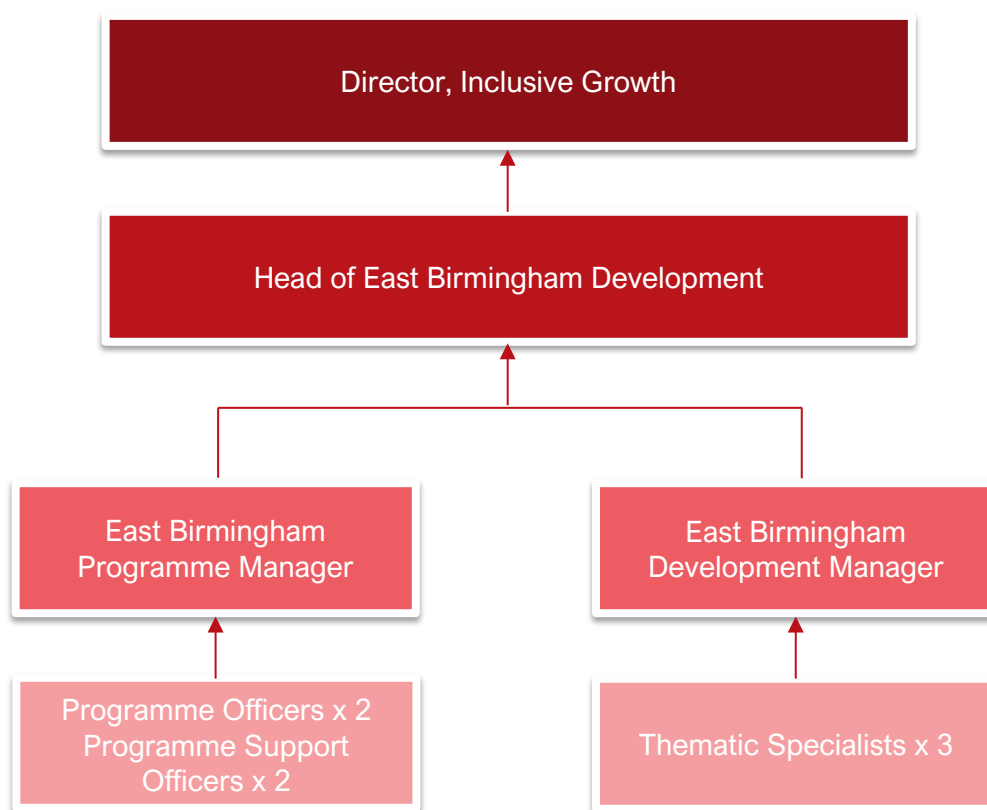 Director, Inclusive Growth
Head of East Birmingham Development
East Birmingham
Programme Manager
East Birmingham
Development Manager
Programme Officers x 2
Programme Support
Officers x 2
Thematic Specialists x 3